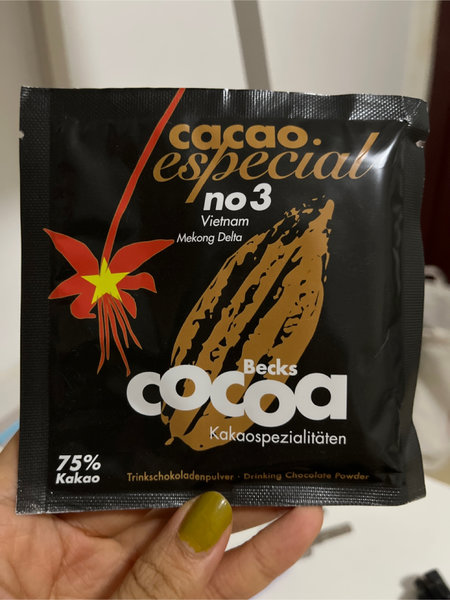 cacao
especial
no 3
Vietnam
Mekong Delta
Becks
cocoa
Kakaospezialitäten
75%
Kakao
Trinkschokoladenpulver · Drinking Chocolate Powder